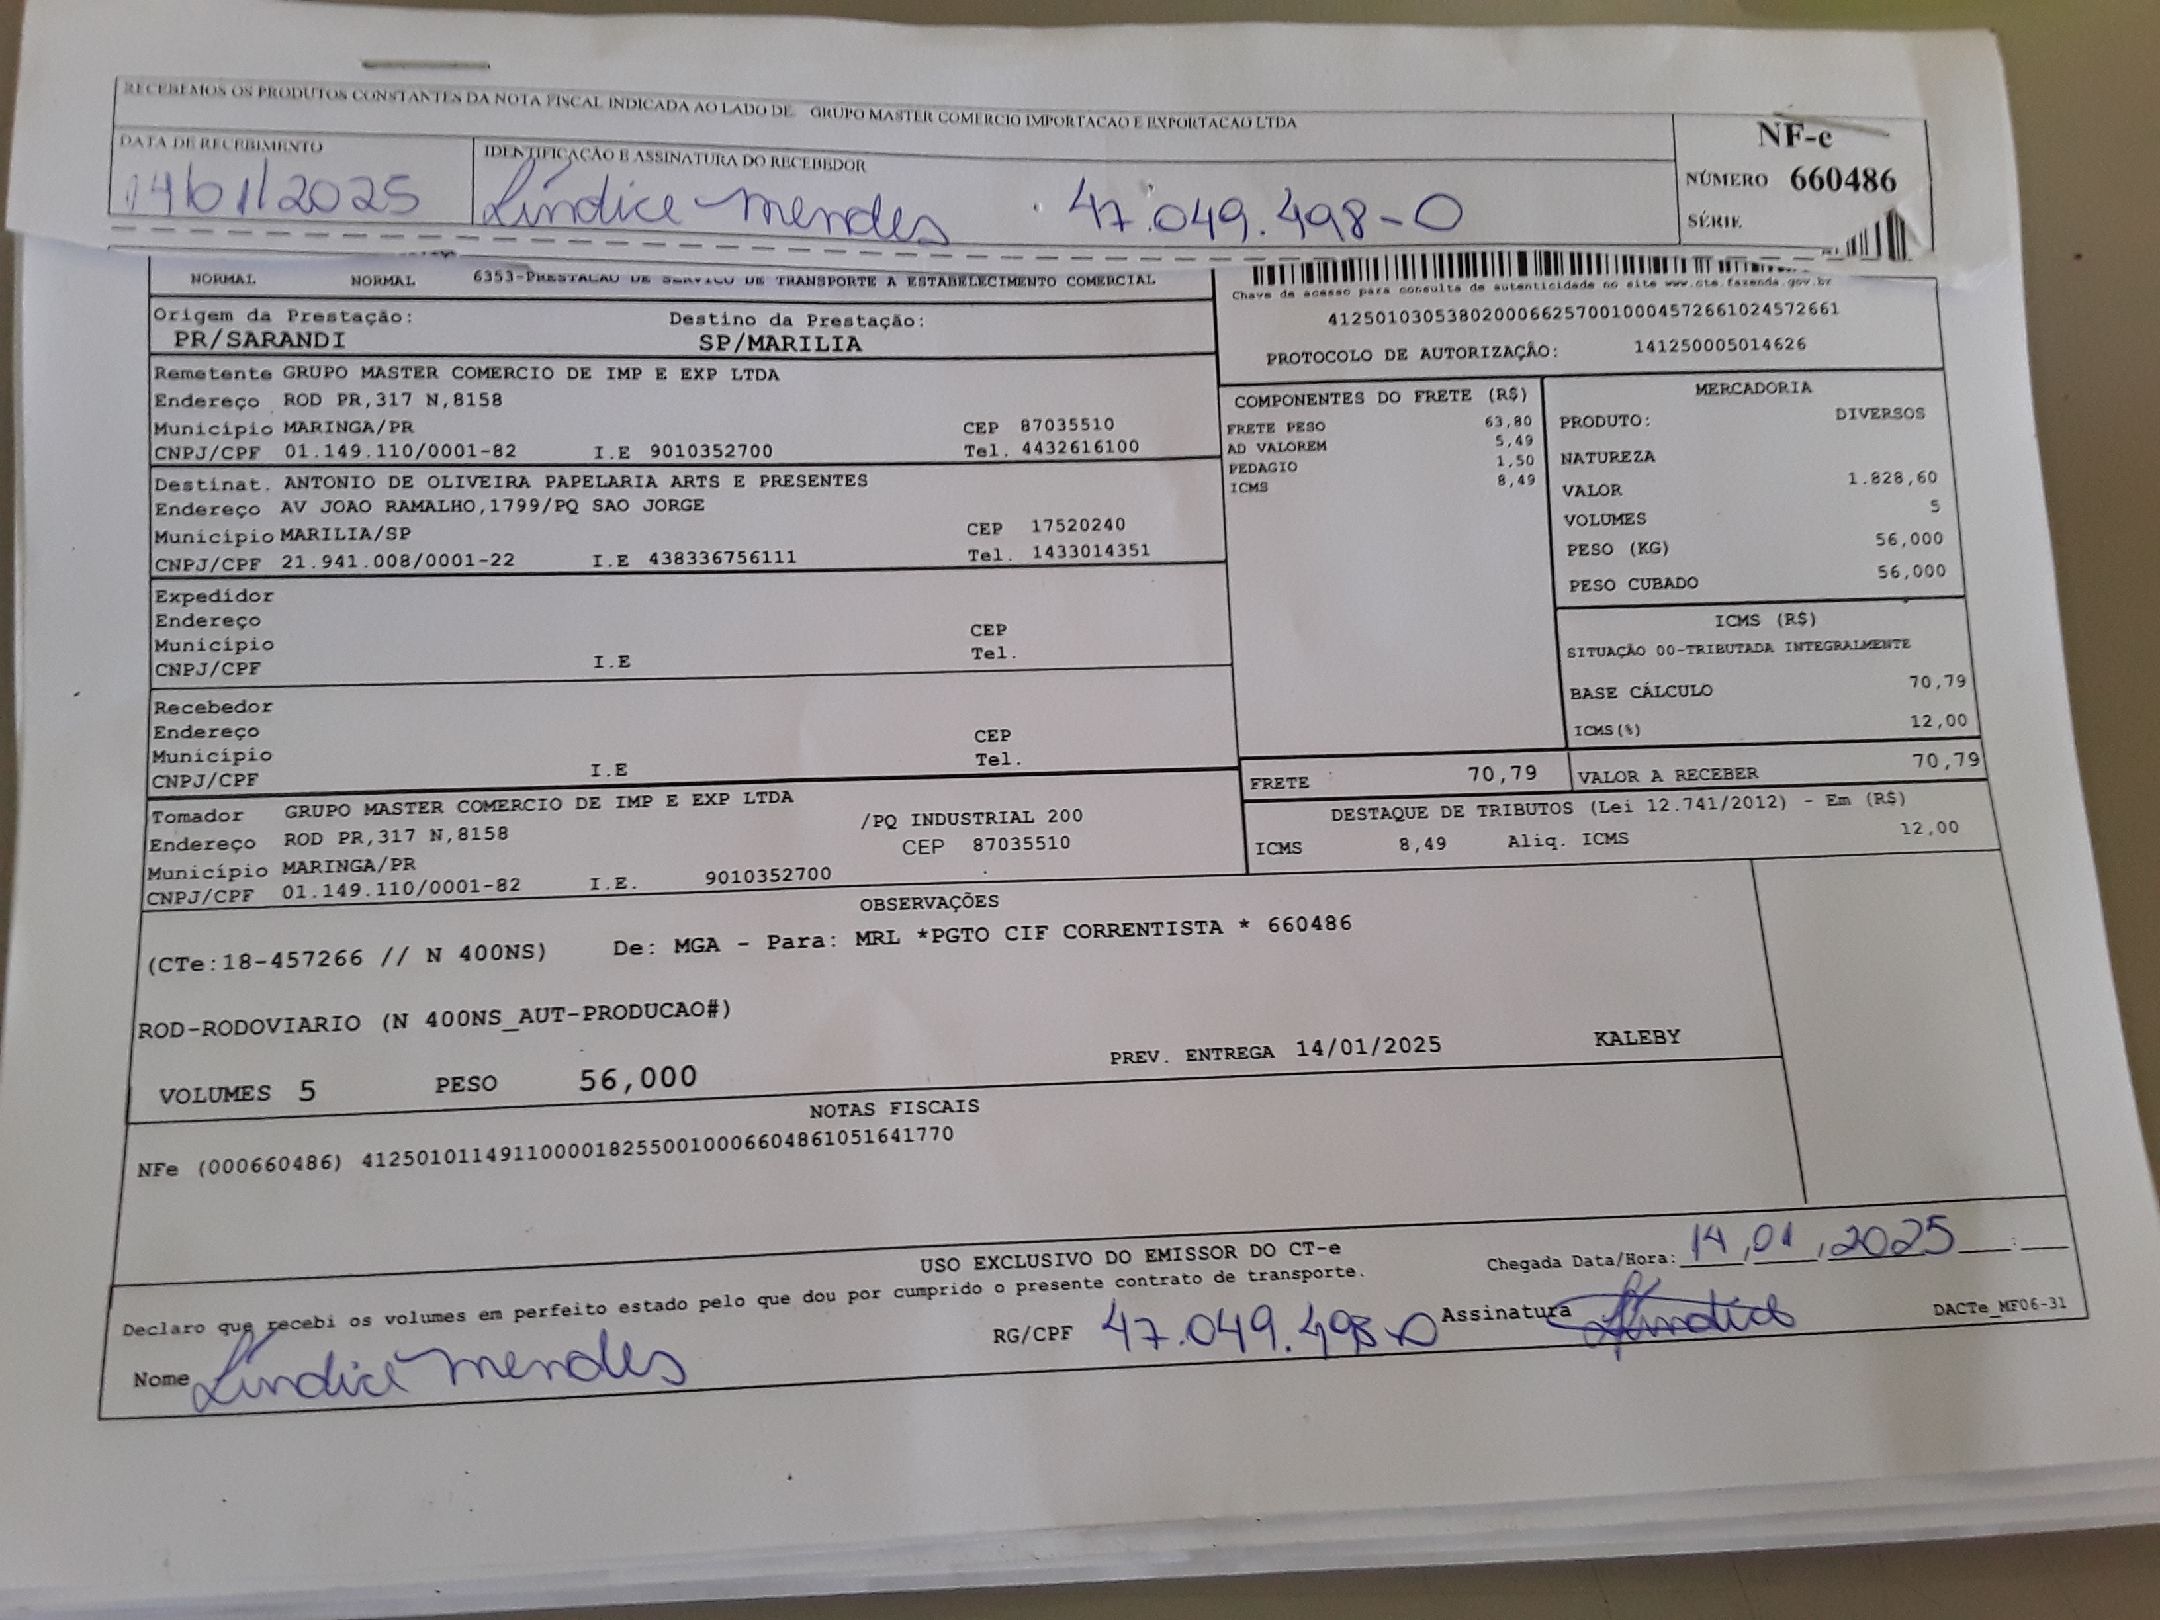 RECEBEMOS OS PRODUTOS CONSTANTES DA NOTA FISCAL INDICADA AO LADO DE GRUPO MASTER COMERCIO IMPORTACAO E EXPORTACAO LTDA
NF-e
NÚMERO 660486
SÉRIE
DATA DE RECEBIMENTO
14/01/2025
IDENTIFICAÇÃO E ASSINATURA DO RECEBEDOR
Lindice Mendes 47.049.498-0
NORMAL NORMAL 6353-PRESTACAO DE SERVICO DE TRANSPORTE A ESTABELECIMENTO COMERCIAL
Chave de acesso para consulta de autenticidade no site www.cte.fazenda.gov.br
41250103053802000662570010004572661024572661
PROTOCOLO DE AUTORIZAÇÃO: 141250005014626
Origem da Prestação: Destino da Prestação:
PR/SARANDI SP/MARILIA
Remetente GRUPO MASTER COMERCIO DE IMP E EXP LTDA
Endereço ROD PR,317 N,8158
Município MARINGA/PR CEP 87035510
CNPJ/CPF 01.149.110/0001-82 I.E 9010352700 Tel. 4432616100
Destinat. ANTONIO DE OLIVEIRA PAPELARIA ARTS E PRESENTES
Endereço AV JOAO RAMALHO,1799/PQ SAO JORGE
Município MARILIA/SP CEP 17520240
CNPJ/CPF 21.941.008/0001-22 I.E 438336756111 Tel. 1433014351
Expedidor
Endereço
Município CEP
CNPJ/CPF I.E Tel.
Recebedor
Endereço
Município CEP
CNPJ/CPF I.E Tel.
Tomador GRUPO MASTER COMERCIO DE IMP E EXP LTDA
Endereço ROD PR,317 N,8158 /PQ INDUSTRIAL 200
Município MARINGA/PR CEP 87035510
CNPJ/CPF 01.149.110/0001-82 I.E. 9010352700
COMPONENTES DO FRETE (R$)
FRETE PESO 63,80
AD VALOREM 5,49
PEDAGIO 1,50
ICMS 8,49
MERCADORIA
PRODUTO: DIVERSOS
NATUREZA
VALOR 1.828,60
VOLUMES 5
PESO (KG) 56,000
PESO CUBADO 56,000
ICMS (R$)
SITUAÇÃO 00-TRIBUTADA INTEGRALMENTE
BASE CÁLCULO 70,79
ICMS(%) 12,00
FRETE : 70,79 VALOR A RECEBER 70,79
DESTAQUE DE TRIBUTOS (Lei 12.741/2012) - Em (R$)
ICMS 8,49 Aliq. ICMS 12,00
OBSERVAÇÕES
(CTe:18-457266 // N 400NS) De: MGA - Para: MRL *PGTO CIF CORRENTISTA * 660486
ROD-RODOVIARIO (N 400NS_AUT-PRODUCAO#)
VOLUMES 5 PESO 56,000 PREV. ENTREGA 14/01/2025 KALEBY
NOTAS FISCAIS
NFe (000660486) 41250101149110000182550010006604861051641770
USO EXCLUSIVO DO EMISSOR DO CT-e
Declaro que recebi os volumes em perfeito estado pelo que dou por cumprido o presente contrato de transporte.
Chegada Data/Hora: 14,01,2025 __:__
Nome Lindice Mendes RG/CPF 47.049.498-0 Assinatura
DACTe_MF06-31